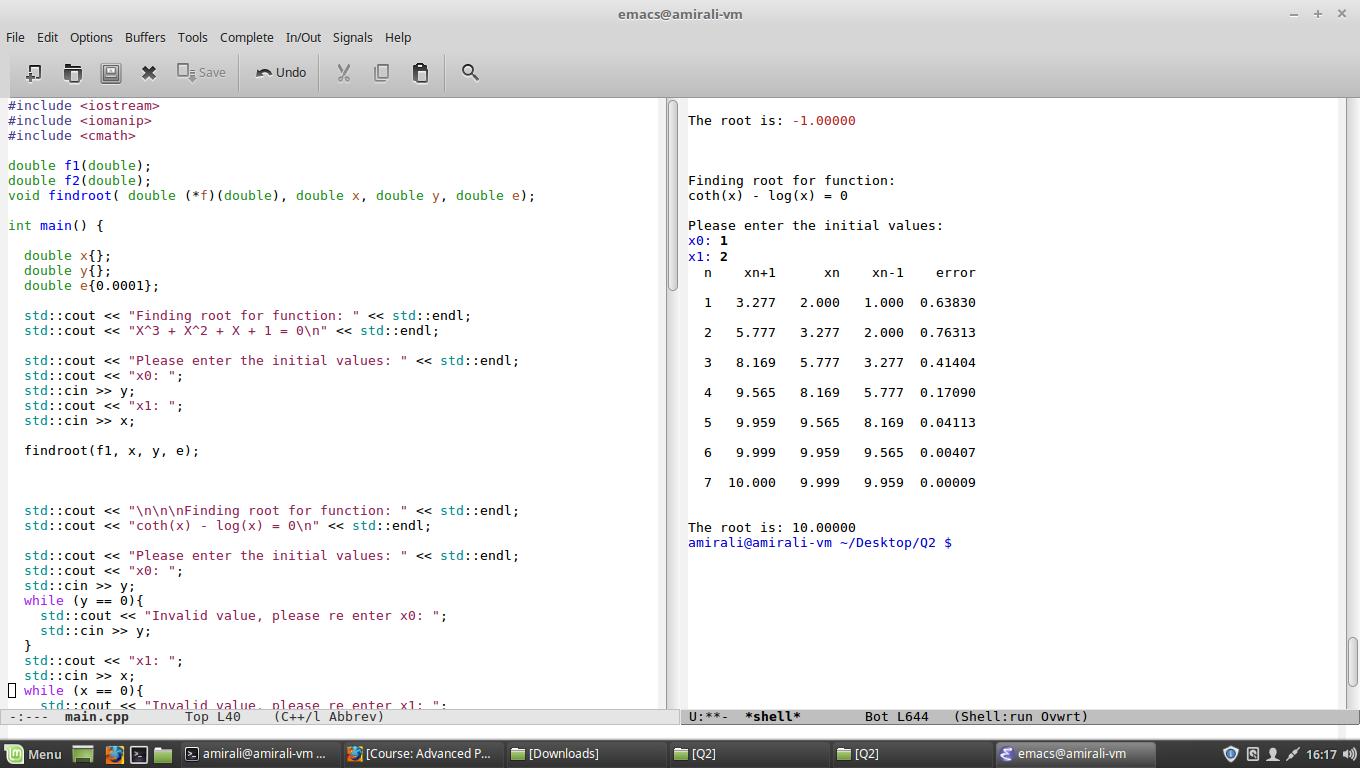 emacs@amirali-vm
File Edit Options Buffers Tools Complete In/Out Signals Help
Save Undo
#include <iostream>
#include <iomanip>
#include <cmath>
double f1(double);
double f2(double);
void findroot( double (*f)(double), double x, double y, double e);
int main() {
double x{};
double y{};
double e{0.0001};
std::cout << "Finding root for function: " << std::endl;
std::cout << "X^3 + X^2 + X + 1 = 0\n" << std::endl;
std::cout << "Please enter the initial values: " << std::endl;
std::cout << "x0: ";
std::cin >> y;
std::cout << "x1: ";
std::cin >> x;
findroot(f1, x, y, e);
std::cout << "\n\n\nFinding root for function: " << std::endl;
std::cout << "coth(x) - log(x) = 0\n" << std::endl;
std::cout << "Please enter the initial values: " << std::endl;
std::cout << "x0: ";
std::cin >> y;
while (y == 0){
std::cout << "Invalid value, please re enter x0: ";
std::cin >> y;
}
std::cout << "x1: ";
std::cin >> x;
while (x == 0){
std::cout << "Invalid value, please re enter x1: ";
-:--- main.cpp Top L40 (C++/l Abbrev)
The root is: -1.00000
Finding root for function:
coth(x) - log(x) = 0
Please enter the initial values:
x0: 1
x1: 2
n xn+1 xn xn-1 error
1 3.277 2.000 1.000 0.63830
2 5.777 3.277 2.000 0.76313
3 8.169 5.777 3.277 0.41404
4 9.565 8.169 5.777 0.17090
5 9.959 9.565 8.169 0.04113
6 9.999 9.959 9.565 0.00407
7 10.000 9.999 9.959 0.00009
The root is: 10.00000
amirali@amirali-vm ~/Desktop/Q2 $
U:**- *shell* Bot L644 (Shell:run Ovwrt)
Menu amirali@amirali-vm ... [Course: Advanced P... [Downloads] [Q2] [Q2] emacs@amirali-vm 16:17